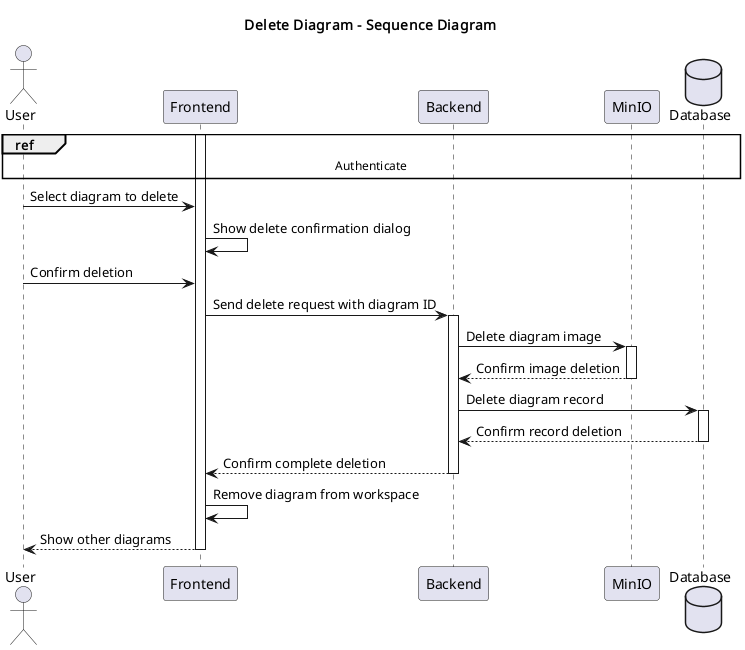 Delete Diagram - Sequence Diagram
User
Frontend
Backend
MinIO
Database
ref
Authenticate
Select diagram to delete
Show delete confirmation dialog
Confirm deletion
Send delete request with diagram ID
Delete diagram image
Confirm image deletion
Delete diagram record
Confirm record deletion
Confirm complete deletion
Remove diagram from workspace
Show other diagrams
User
Frontend
Backend
MinIO
Database